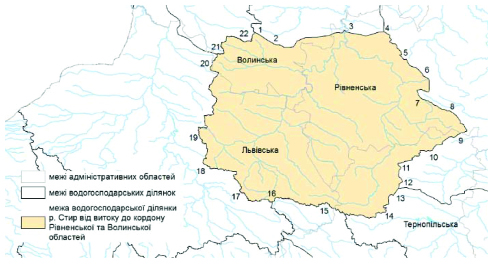 22 1 2 3 4
21 5
20 Волинська 6
Рівненська
7 8
19 9
Львівська 10
18 11
12
17 16 13
15 14
Тернопільська
межі адміністративних областей
межі водогосподарських ділянок
межа водогосподарської ділянки
р. Стир від витоку до кордону
Рівненської та Волинської
областей